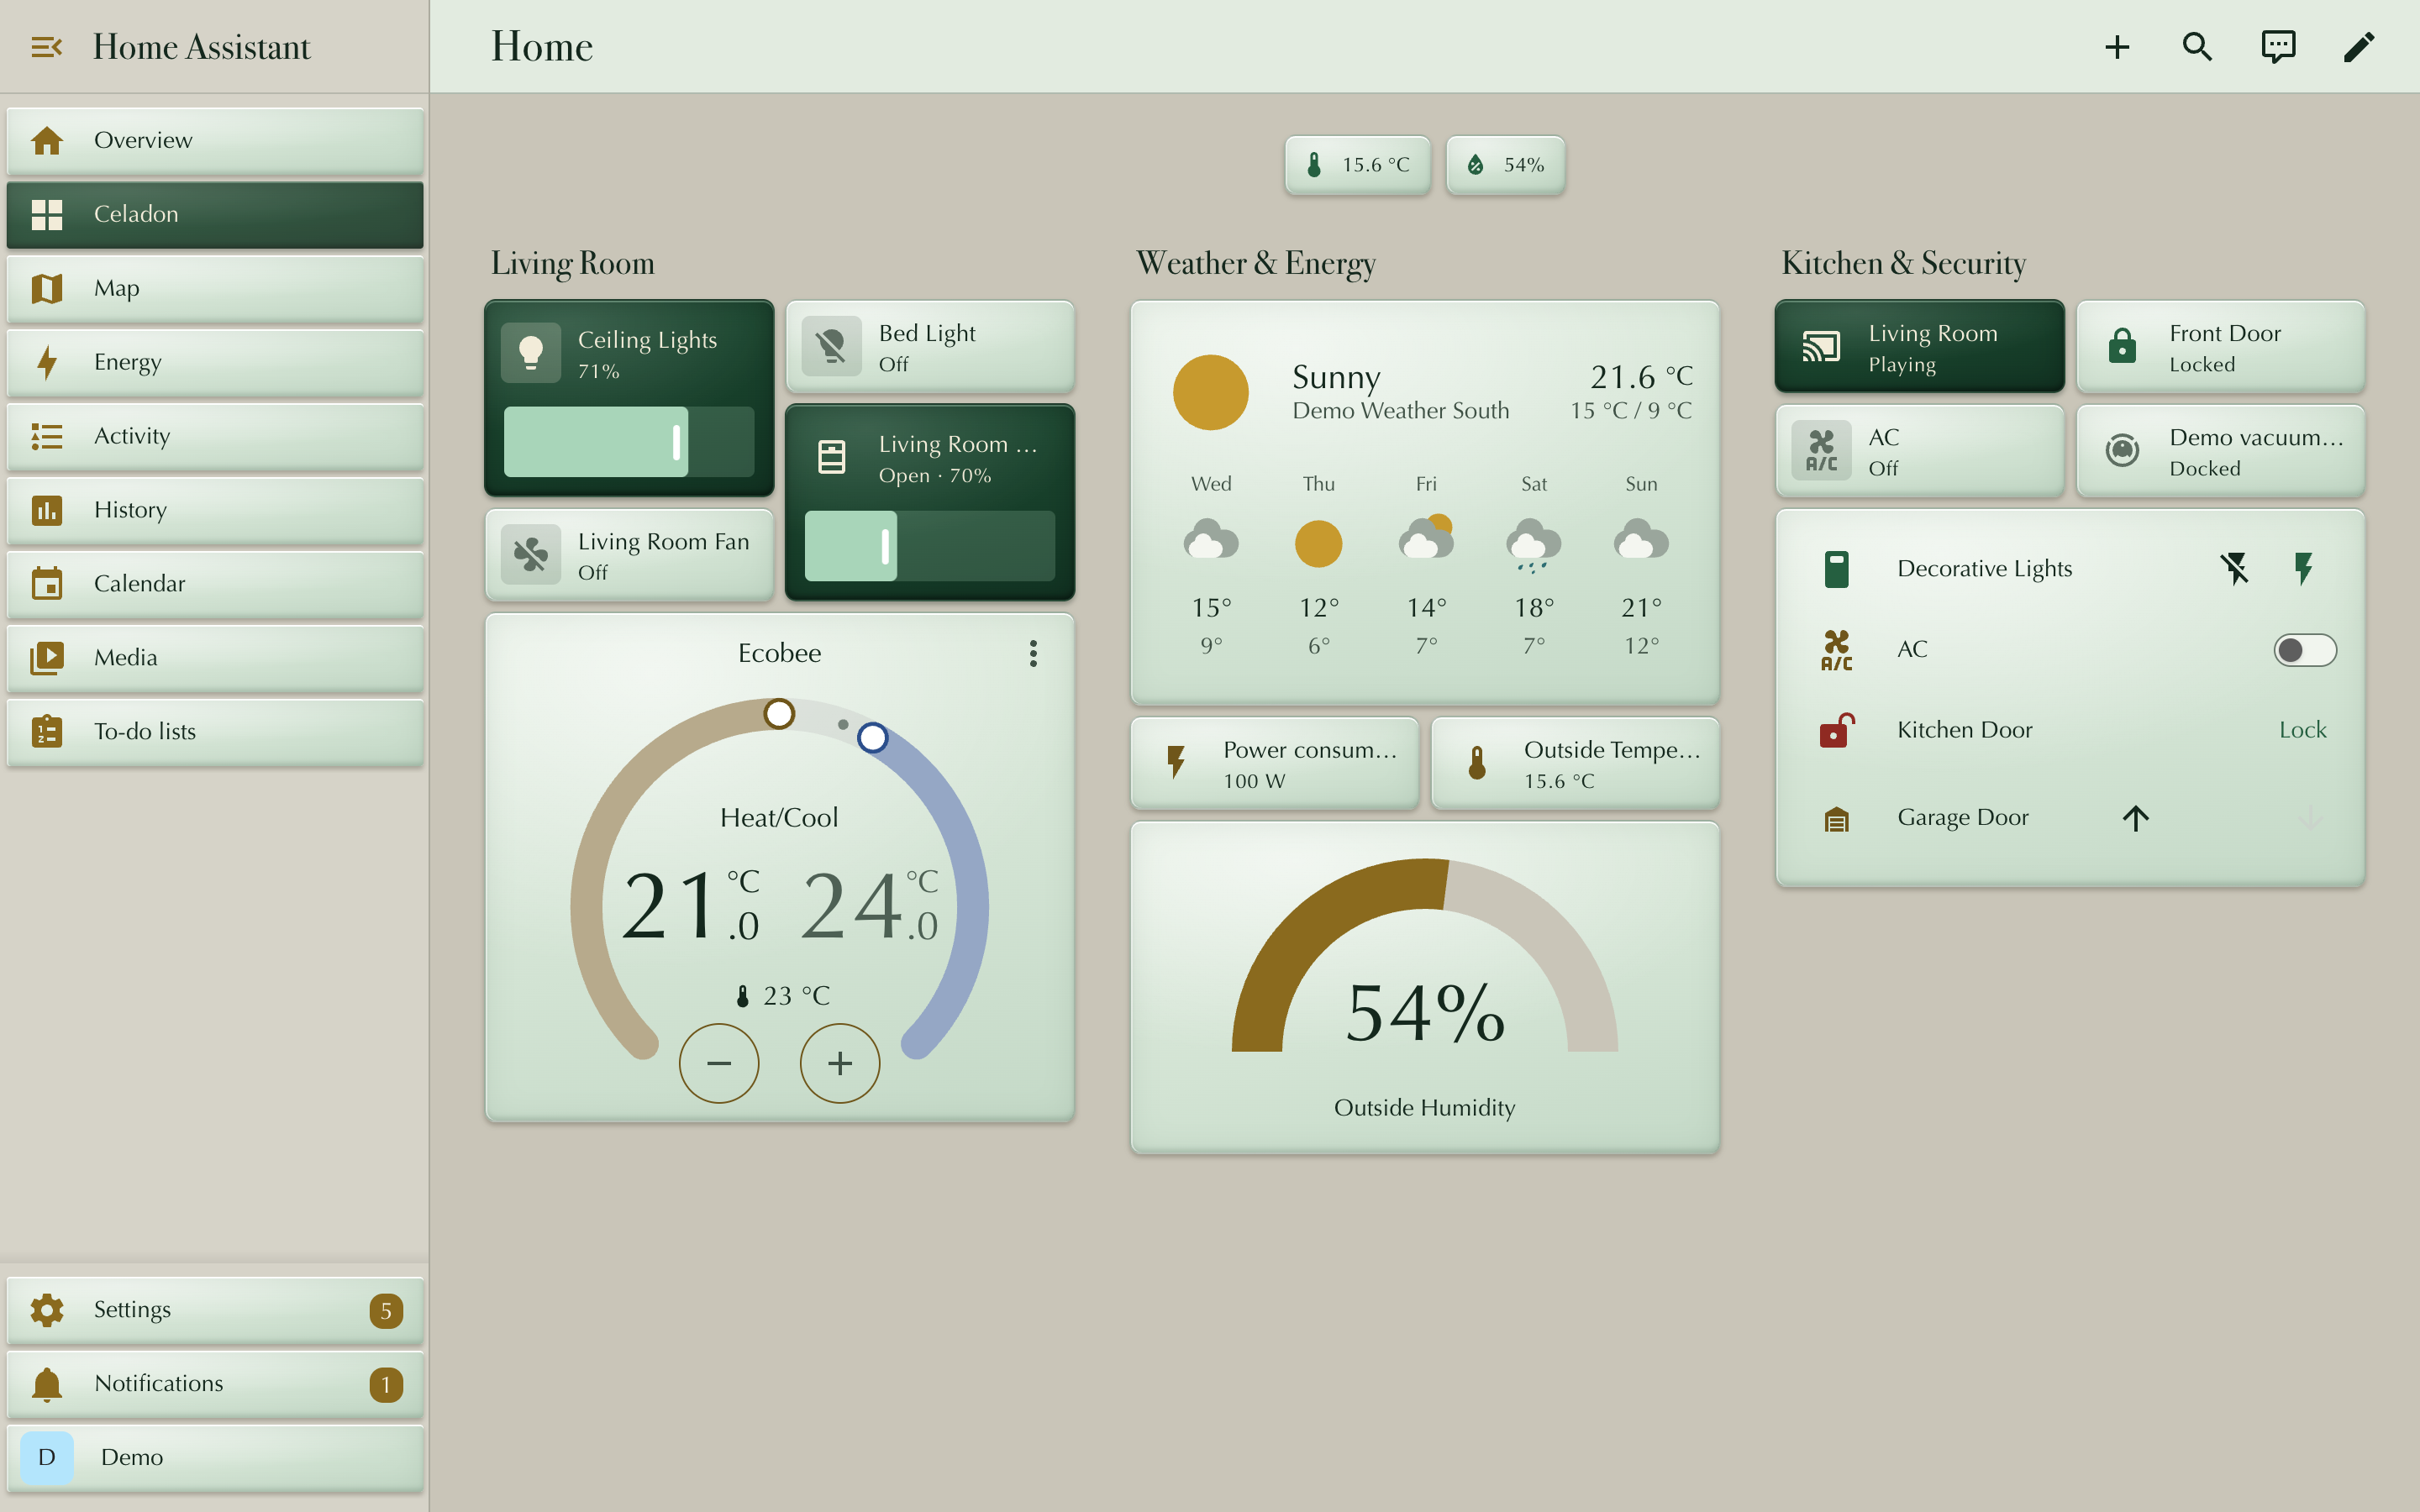 Home Assistant
Overview
Celadon
Map
Energy
Activity
History
Calendar
Media
To-do lists
Settings
5
Notifications
1
D
Demo
Home
15.6 °C
54%
Living Room
Ceiling Lights
71%
Bed Light
Off
Living Room ...
Open · 70%
Living Room Fan
Off
Ecobee
Heat/Cool
21.0 °C
24.0 °C
23 °C
Weather & Energy
Sunny
21.6 °C
Demo Weather South
15 °C / 9 °C
Wed Thu Fri Sat Sun
15° 12° 14° 18° 21°
9° 6° 7° 7° 12°
Power consum...
100 W
Outside Tempe...
15.6 °C
54%
Outside Humidity
Kitchen & Security
Living Room
Playing
Front Door
Locked
A/C
AC
Off
Demo vacuum...
Docked
Decorative Lights
A/C
AC
Kitchen Door
Lock
Garage Door